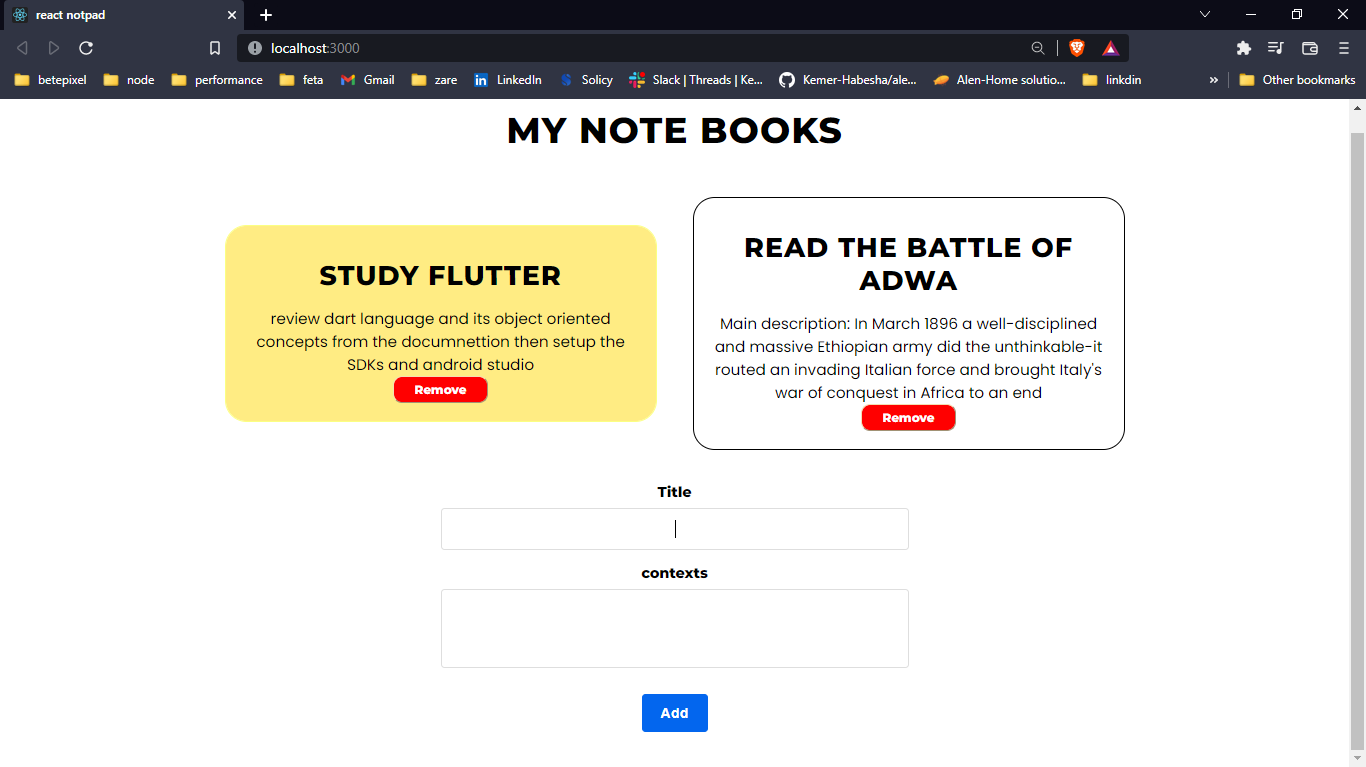 react notpad
localhost:3000
betepixel node performance feta Gmail zare LinkedIn Solicy Slack | Threads | Ke... Kemer-Habesha/ale... Alen-Home solutio... linkdin » Other bookmarks
MY NOTE BOOKS
STUDY FLUTTER
review dart language and its object oriented
concepts from the documnettion then setup the
SDKs and android studio
Remove
READ THE BATTLE OF
ADWA
Main description: In March 1896 a well-disciplined
and massive Ethiopian army did the unthinkable-it
routed an invading Italian force and brought Italy's
war of conquest in Africa to an end
Remove
Title
contexts
Add